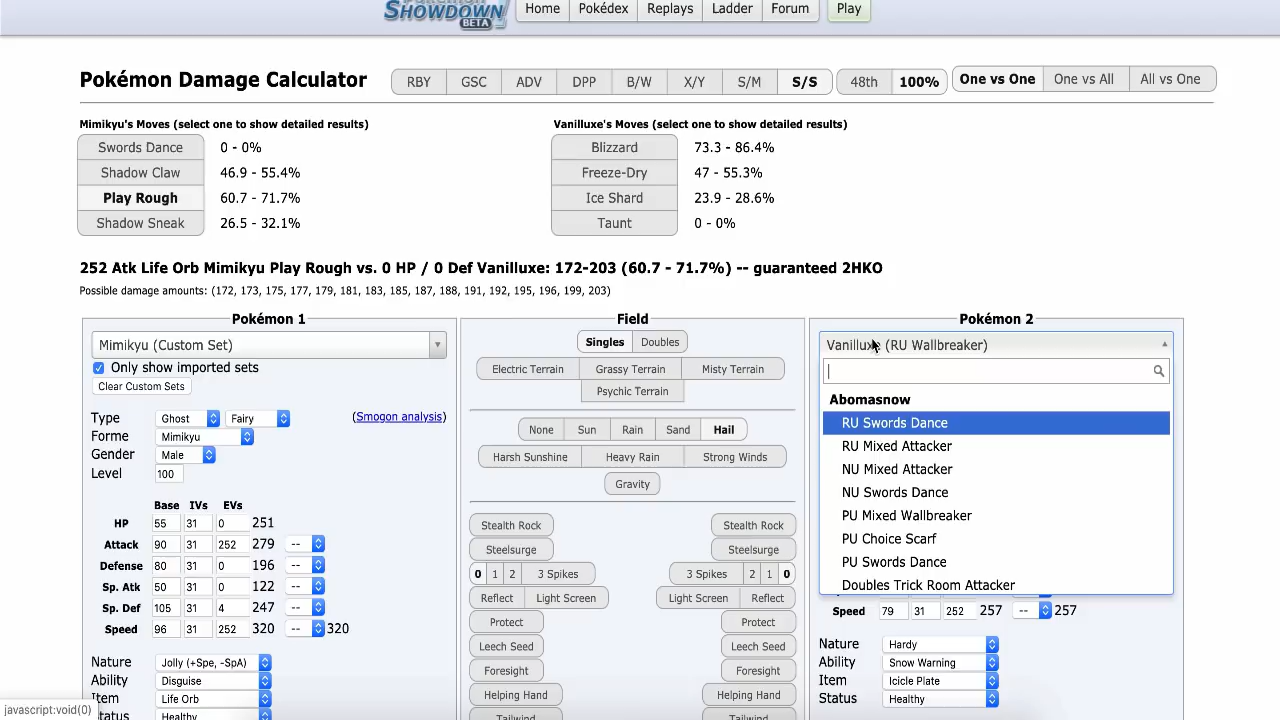 SHOWDOWN
BETA
Home Pokédex Replays Ladder Forum Play
Pokémon Damage Calculator RBY GSC ADV DPP B/W X/Y S/M S/S 48th 100% One vs One One vs All All vs One
Mimikyu's Moves (select one to show detailed results)
Swords Dance 0 - 0%
Shadow Claw 46.9 - 55.4%
Play Rough 60.7 - 71.7%
Shadow Sneak 26.5 - 32.1%
Vanilluxe's Moves (select one to show detailed results)
Blizzard 73.3 - 86.4%
Freeze-Dry 47 - 55.3%
Ice Shard 23.9 - 28.6%
Taunt 0 - 0%
252 Atk Life Orb Mimikyu Play Rough vs. 0 HP / 0 Def Vanilluxe: 172-203 (60.7 - 71.7%) -- guaranteed 2HKO
Possible damage amounts: (172, 173, 175, 177, 179, 181, 183, 185, 187, 188, 191, 192, 195, 196, 199, 203)
Pokémon 1
Mimikyu (Custom Set)
Only show imported sets
Clear Custom Sets
Type Ghost Fairy (Smogon analysis)
Forme Mimikyu
Gender Male
Level 100
Base IVs EVs
HP 55 31 0 251
Attack 90 31 252 279 --
Defense 80 31 0 196 --
Sp. Atk 50 31 0 122 --
Sp. Def 105 31 4 247 --
Speed 96 31 252 320 -- 320
Nature Jolly (+Spe, -SpA)
Ability Disguise
Item Life Orb
Status Healthy
javascript:void(0)
Field
Singles Doubles
Electric Terrain Grassy Terrain Misty Terrain
Psychic Terrain
None Sun Rain Sand Hail
Harsh Sunshine Heavy Rain Strong Winds
Gravity
Stealth Rock Stealth Rock
Steelsurge Steelsurge
0 1 2 3 Spikes 3 Spikes 2 1 0
Reflect Light Screen Light Screen Reflect
Protect Protect
Leech Seed Leech Seed
Foresight Foresight
Helping Hand Helping Hand
Tailwind Tailwind
Pokémon 2
Vanilluxe (RU Wallbreaker)
Abomasnow
RU Swords Dance
RU Mixed Attacker
NU Mixed Attacker
NU Swords Dance
PU Mixed Wallbreaker
PU Choice Scarf
PU Swords Dance
Doubles Trick Room Attacker
Speed 79 31 252 257 -- 257
Nature Hardy
Ability Snow Warning
Item Icicle Plate
Status Healthy